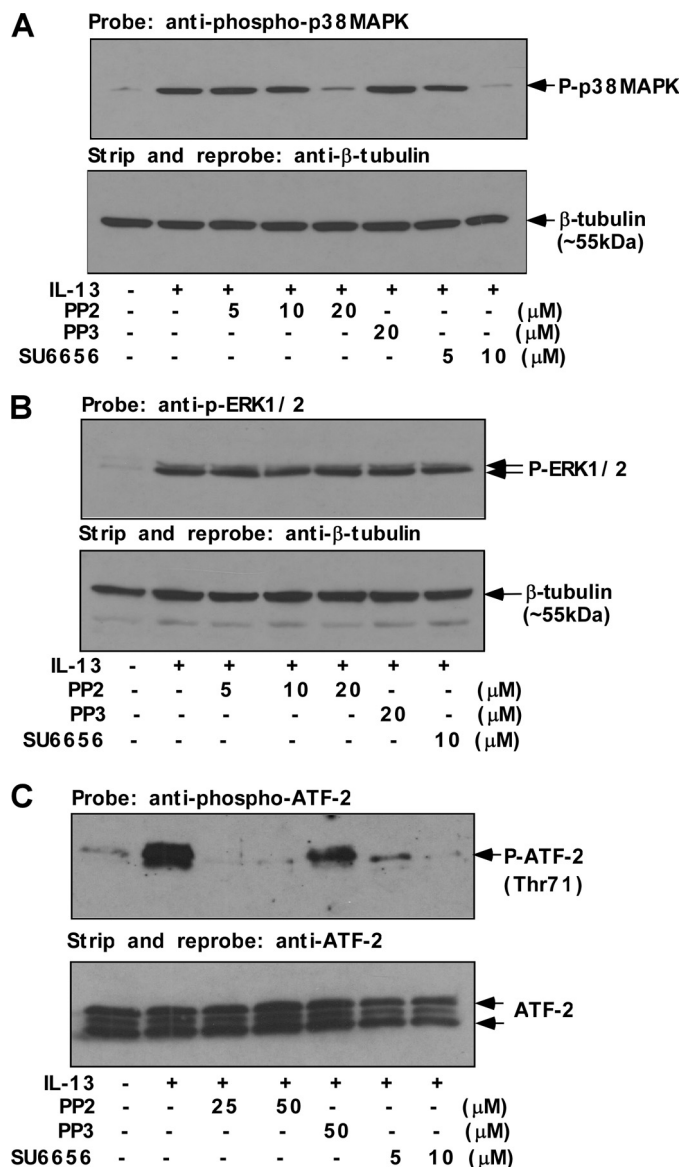 A
Probe: anti-phospho-p38MAPK
P-p38MAPK
Strip and reprobe: anti-β-tubulin
β-tubulin
(~55kDa)
IL-13 - + + + + + + +
PP2 - - 5 10 20 - - - (μM)
PP3 - - - - - 20 - - (μM)
SU6656 - - - - - - 5 10 (μM)
B
Probe: anti-p-ERK1/2
P-ERK1/2
Strip and reprobe: anti-β-tubulin
β-tubulin
(~55kDa)
IL-13 - + + + + + +
PP2 - - 5 10 20 - - (μM)
PP3 - - - - - 20 - (μM)
SU6656 - - - - - - 10 (μM)
C
Probe: anti-phospho-ATF-2
P-ATF-2
(Thr71)
Strip and reprobe: anti-ATF-2
ATF-2
IL-13 - + + + + + +
PP2 - - 25 50 - - - (μM)
PP3 - - - - 50 - - (μM)
SU6656 - - - - - 5 10 (μM)